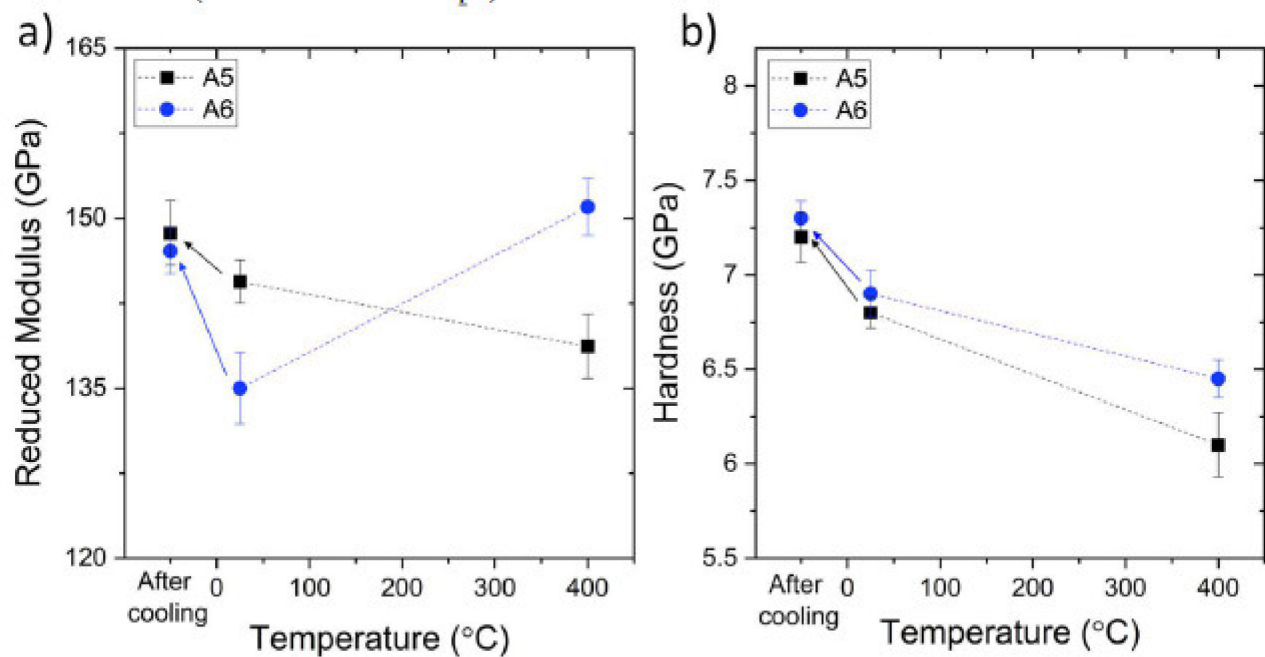 a)
165
150
135
120
Reduced Modulus (GPa)
A5
A6
After
cooling
0 100 200 300 400
Temperature (°C)
b)
8
7.5
7
6.5
6
5.5
Hardness (GPa)
A5
A6
After
cooling
0 100 200 300 400
Temperature (°C)